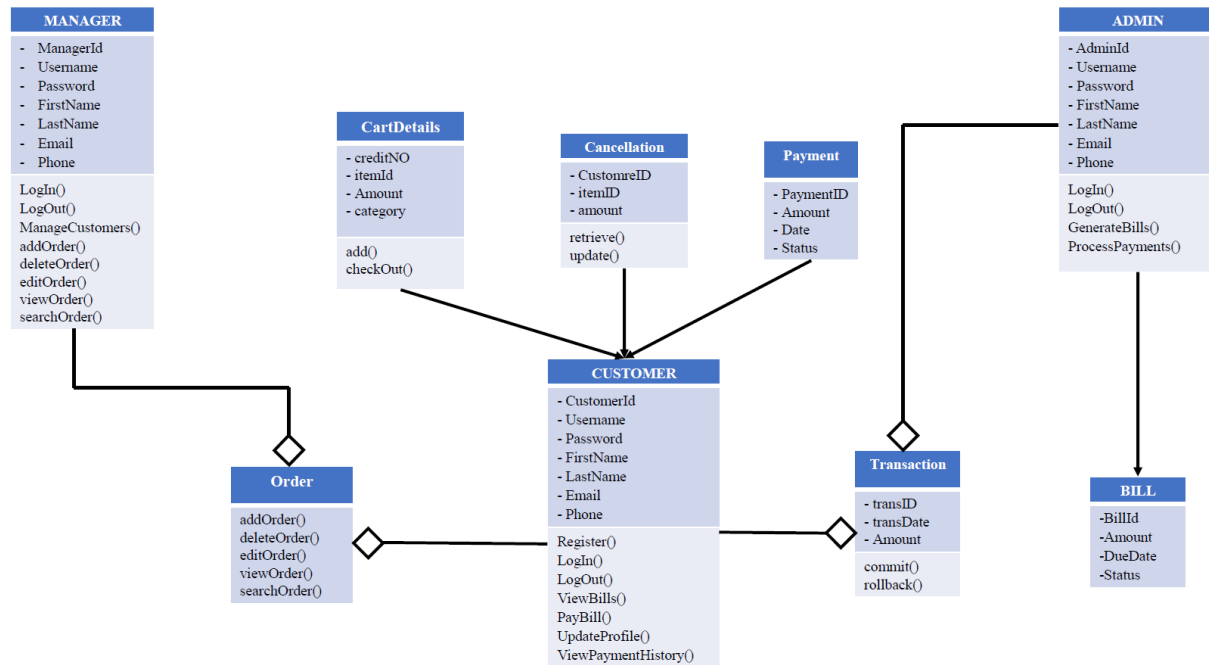 MANAGER
- ManagerId
- Username
- Password
- FirstName
- LastName
- Email
- Phone
LogIn()
LogOut()
ManageCustomers()
addOrder()
deleteOrder()
editOrder()
viewOrder()
searchOrder()
CartDetails
- creditNO
- itemId
- Amount
- category
add()
checkOut()
Cancellation
- CustomreID
- itemID
- amount
retrieve()
update()
Payment
- PaymentID
- Amount
- Date
- Status
ADMIN
- AdminId
- Username
- Password
- FirstName
- LastName
- Email
- Phone
LogIn()
LogOut()
GenerateBills()
ProcessPayments()
Order
addOrder()
deleteOrder()
editOrder()
viewOrder()
searchOrder()
CUSTOMER
- CustomerId
- Username
- Password
- FirstName
- LastName
- Email
- Phone
Register()
LogIn()
LogOut()
ViewBills()
PayBill()
UpdateProfile()
ViewPaymentHistory()
Transaction
- transID
- transDate
- Amount
commit()
rollback()
BILL
-BillId
-Amount
-DueDate
-Status